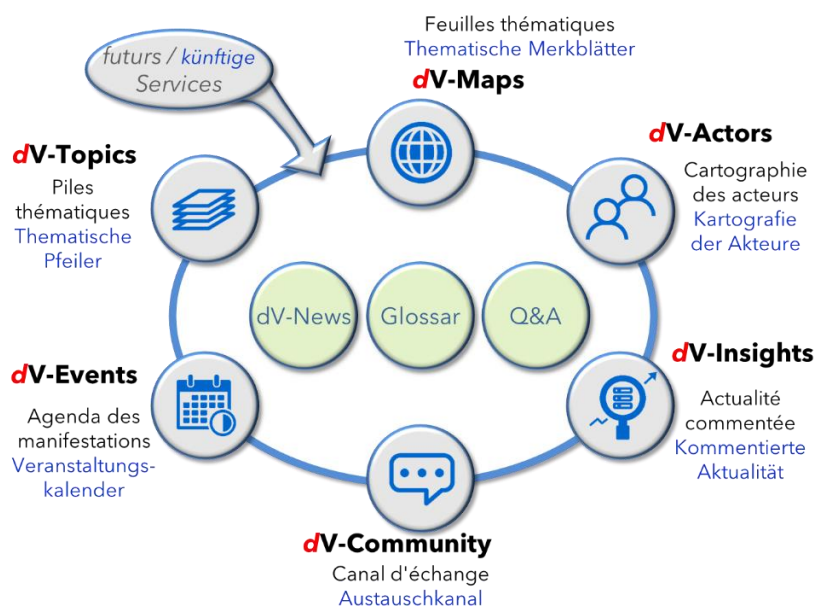 futurs / künftige
Services
Feuilles thématiques
Thematische Merkblätter
dV-Maps
dV-Actors
Cartographie
des acteurs
Kartografie
der Akteure
dV-Topics
Piles
thématiques
Thematische
Pfeiler
dV-News
Glossar
Q&A
dV-Insights
Actualité
commentée
Kommentierte
Aktualität
dV-Events
Agenda des
manifestations
Veranstaltungs-
kalender
dV-Community
Canal d'échange
Austauschkanal